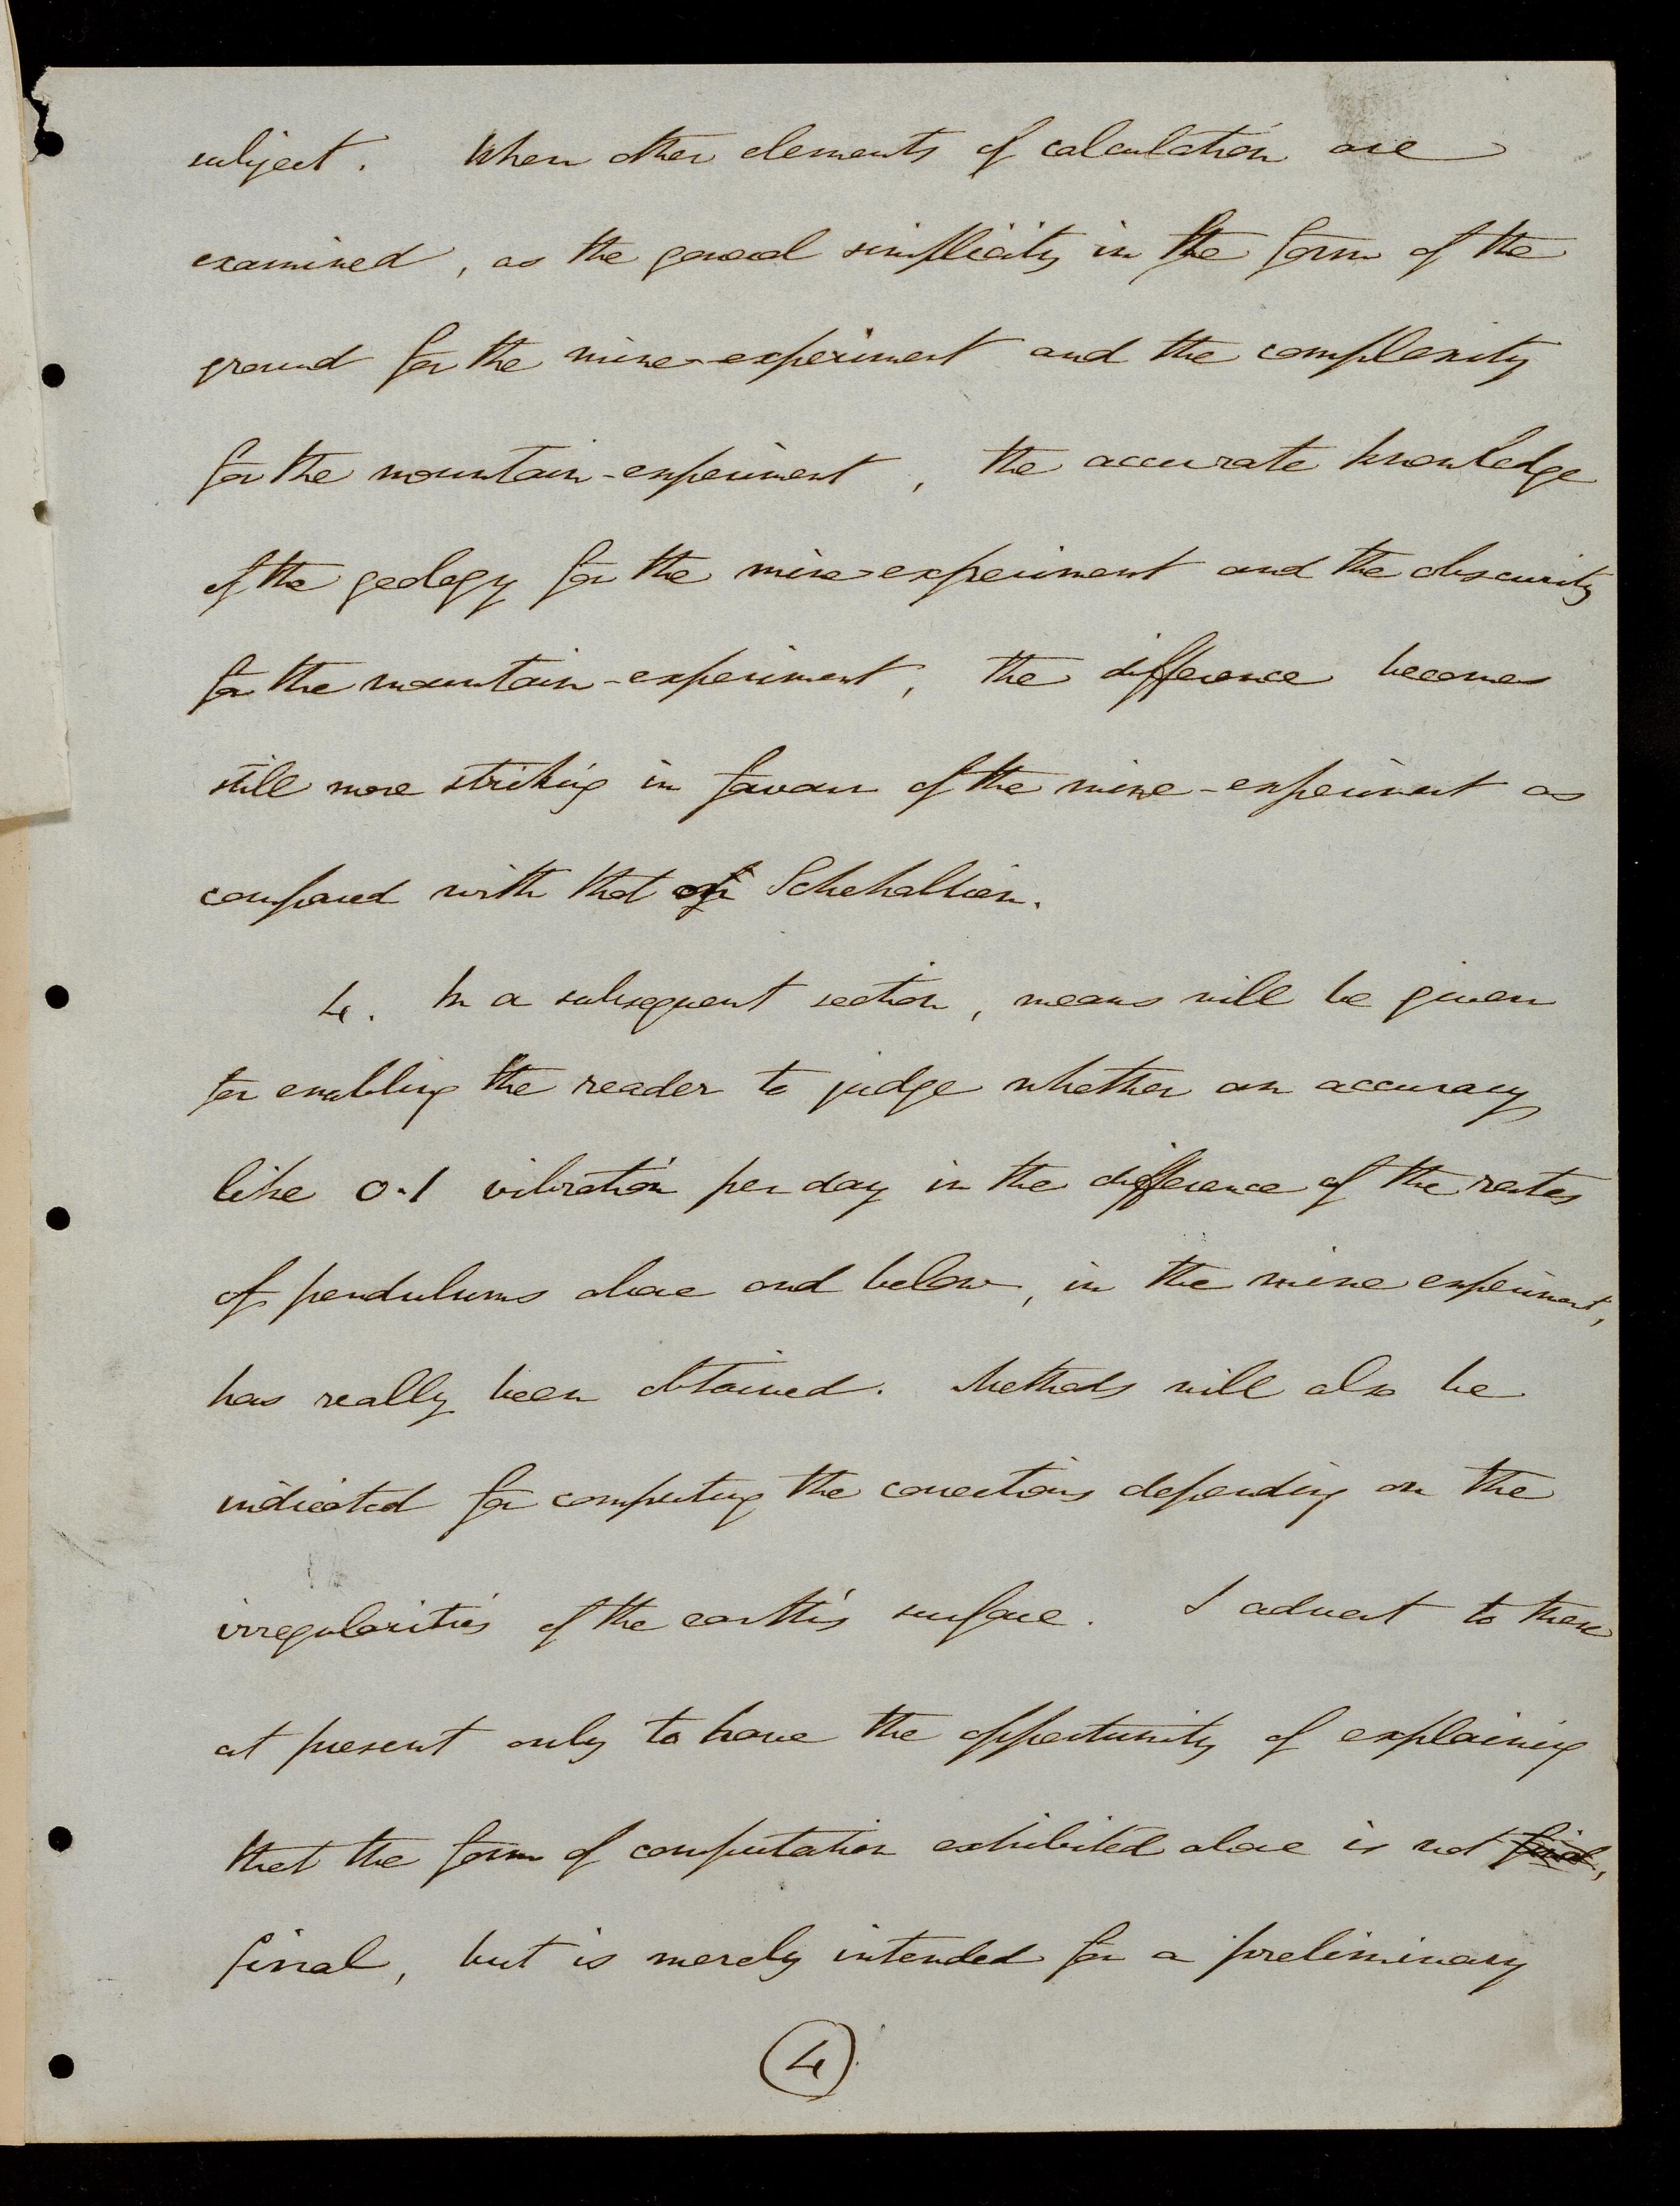 subject. When other elements of calculation are
examined, as the general simplicity in the form of the
ground for the mine-experiment and the complexity
for the mountain-experiment, the accurate knowledge
of the geology for the mine-experiment and the obscurity
for the mountain-experiment, the difference becomes
still more striking in favour of the mine-experiment as
compared with that of Schehallien.
4. In a subsequent section, means will be given
for enabling the reader to judge whether an accuracy
like 0.1 vibration per day in the difference of the rates
of pendulums above and below, in the mine experiment,
has really been obtained. Methods will also be
indicated for computing the corrections depending on the
irregularities of the earth's surface. I advert to these
at present only to have the opportunity of explaining
that the form of computation exhibited above is not final,
final, but is merely intended for a preliminary
4